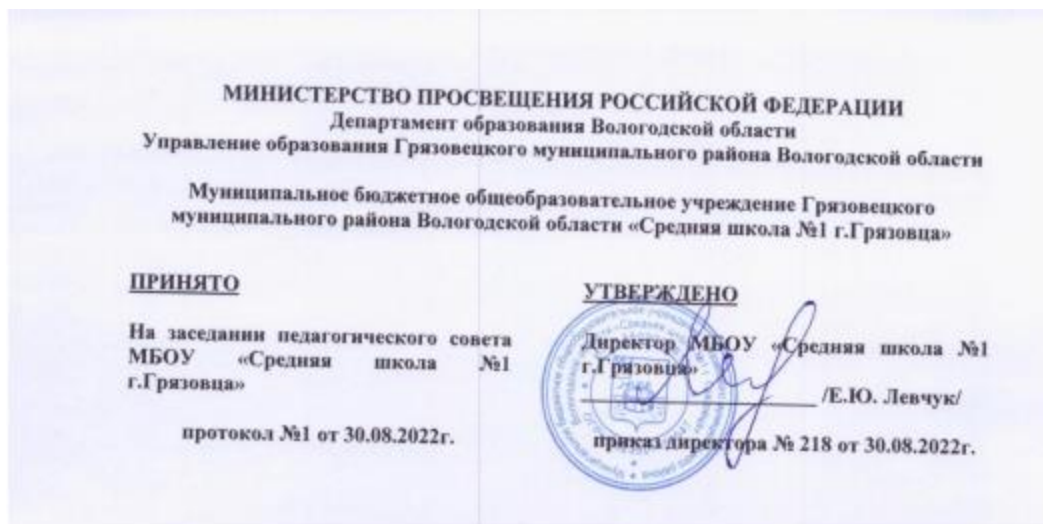 МИНИСТЕРСТВО ПРОСВЕЩЕНИЯ РОССИЙСКОЙ ФЕДЕРАЦИИ
Департамент образования Вологодской области
Управление образования Грязовецкого муниципального района Вологодской области
Муниципальное бюджетное общеобразовательное учреждение Грязовецкого
муниципального района Вологодской области «Средняя школа №1 г.Грязовца»
ПРИНЯТО
На заседании педагогического совета
МБОУ «Средняя школа №1
г.Грязовца»
протокол №1 от 30.08.2022г.
УТВЕРЖДЕНО
Директор МБОУ «Средняя школа №1
г.Грязовца»
/Е.Ю. Левчук/
приказ директора № 218 от 30.08.2022г.